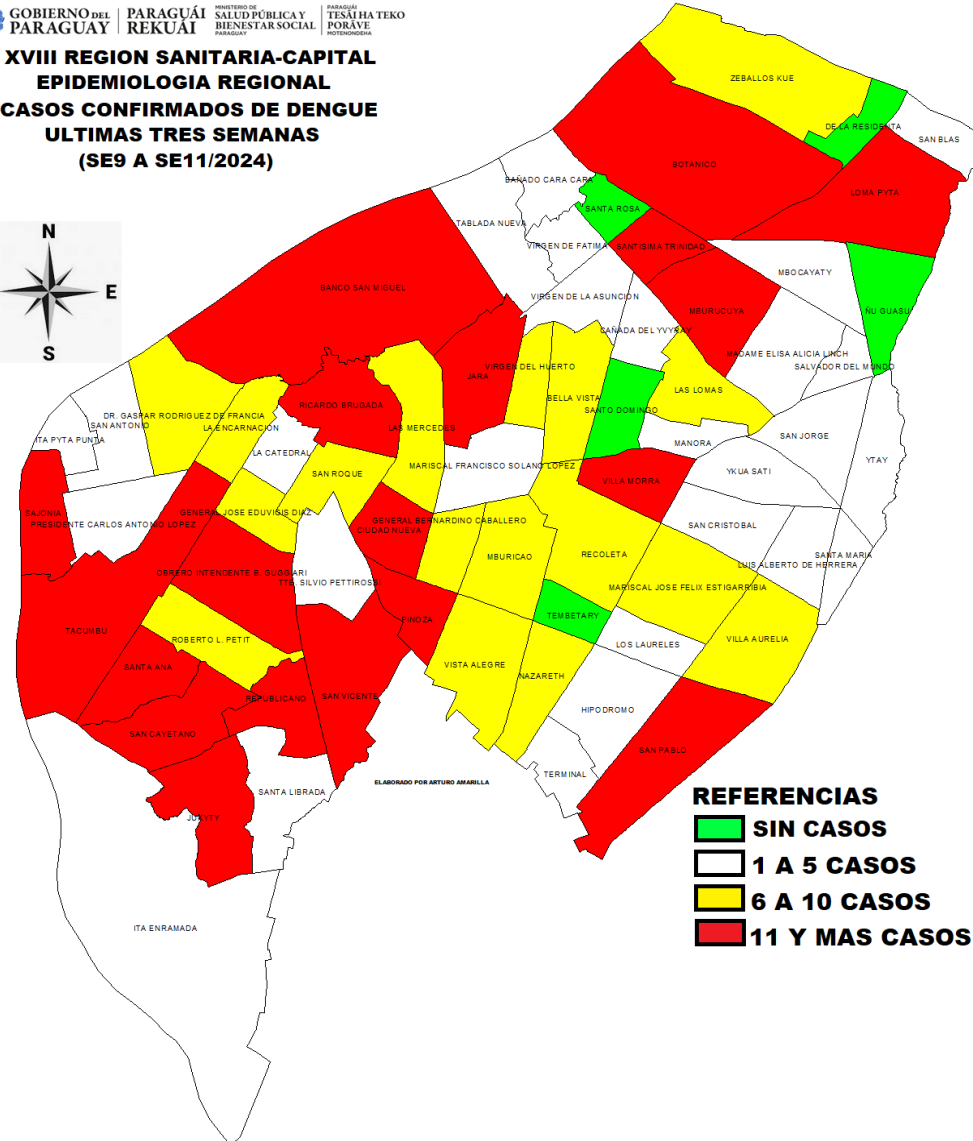 GOBIERNO DEL PARAGUAY
PARAGUÁI REKUÁI
MINISTERIO DE
SALUD PÚBLICA Y
BIENESTAR SOCIAL
PARAGUAY
PARAGUÁI
TESÃI HA TEKO
PORÃVE
MOTENONDEHA
XVIII REGION SANITARIA-CAPITAL
EPIDEMIOLOGIA REGIONAL
CASOS CONFIRMADOS DE DENGUE
ULTIMAS TRES SEMANAS
(SE9 A SE11/2024)
N
E
S
ZEBALLOS KUE
DE LA RESIDENTA
SAN BLAS
BOTANICO
BAÑADO CARA CARA
LOMA PYTA
SANTA ROSA
TABLADA NUEVA
VIRGEN DE FATIMA
SANTISIMA TRINIDAD
MBOCAYATY
BANCO SAN MIGUEL
VIRGEN DE LA ASUNCION
MBURUCUYA
ÑU GUASU
CAÑADA DEL YVYRAY
MADAME ELISA ALICIA LINCH
SALVADOR DEL MUNDO
VIRGEN DEL HUERTO
JARA
LAS LOMAS
BELLA VISTA
RICARDO BRUGADA
SANTO DOMINGO
DR. GASPAR RODRIGUEZ DE FRANCIA
SAN ANTONIO
LA ENCARNACION
LAS MERCEDES
ITA PYTA PUNTA
MANORA
SAN JORGE
LA CATEDRAL
YTAY
MARISCAL FRANCISCO SOLANO LOPEZ
SAN ROQUE
YKUA SATI
VILLA MORRA
SAJONIA
GENERAL JOSE EDUVIGIS DIAZ
PRESIDENTE CARLOS ANTONIO LOPEZ
GENERAL BERNARDINO CABALLERO
CIUDAD NUEVA
SAN CRISTOBAL
MBURICAO
RECOLETA
SANTA MARIA
LUIS ALBERTO DE HERRERA
OBRERO INTENDENTE B. GUGGIARI
TTE. SILVIO PETTIROSSI
MARISCAL JOSE FELIX ESTIGARRIBIA
TEMBETARY
PINOZA
TACUMBU
ROBERTO L. PETIT
LOS LAURELES
VILLA AURELIA
SANTA ANA
VISTA ALEGRE
NAZARETH
REPUBLICANO
SAN VICENTE
HIPODROMO
SAN CAYETANO
SAN PABLO
TERMINAL
ELABORADO POR ARTURO AMARILLA
SANTA LIBRADA
JUKYTY
ITA ENRAMADA
REFERENCIAS
SIN CASOS
1 A 5 CASOS
6 A 10 CASOS
11 Y MAS CASOS